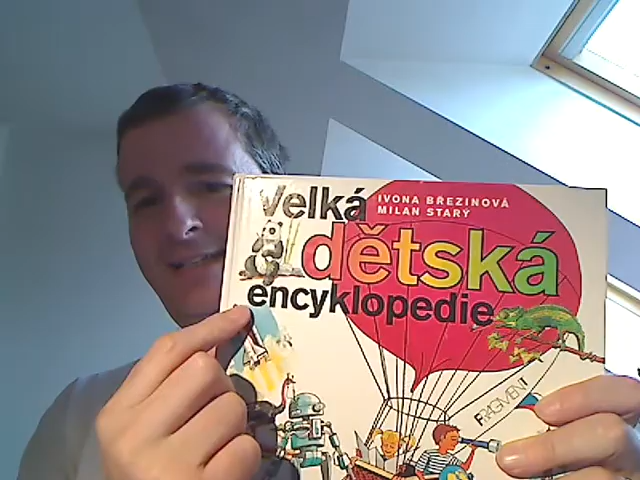 Velká
IVONA BŘEZINOVÁ
MILAN STARÝ
dětská
encyklopedie
FRAGMENT